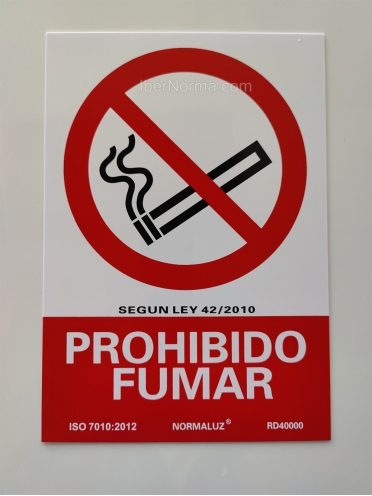 IberNorma.com
SEGUN LEY 42/2010
PROHIBIDO
FUMAR
ISO 7010:2012 NORMALUZ® RD40000